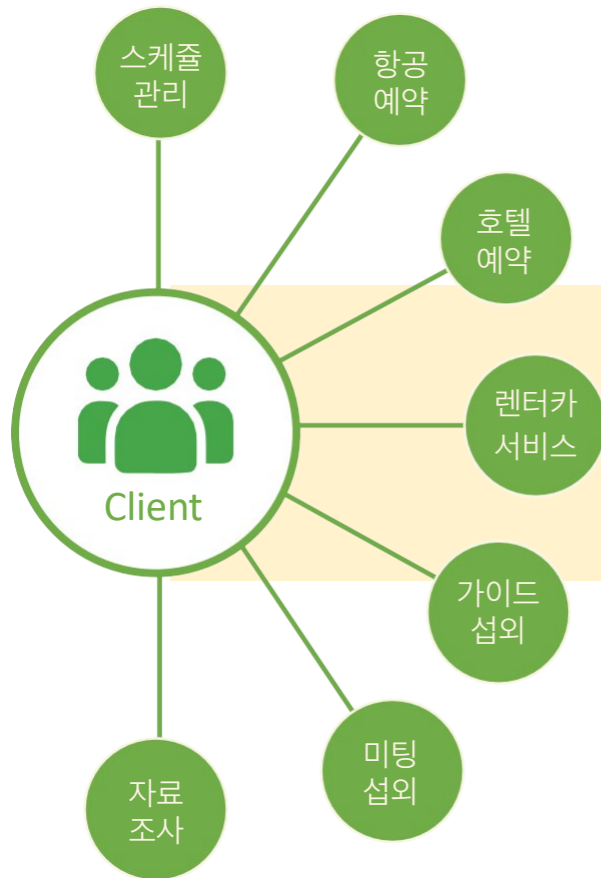 스케쥴
관리
항공
예약
호텔
예약
렌터카
서비스
Client
가이드
섭외
미팅
섭외
자료
조사